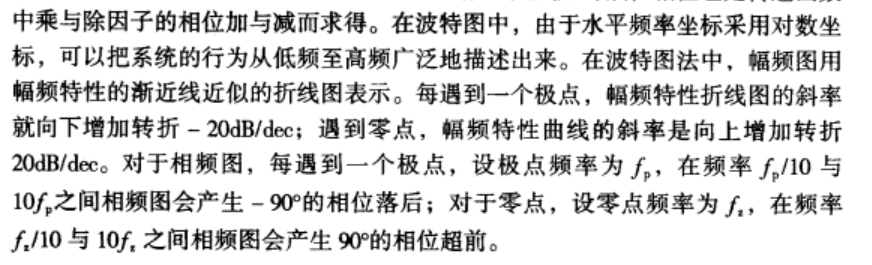 中乘与除因子的相位加与减而求得。在波特图中，由于水平频率坐标采用对数坐
标，可以把系统的行为从低频至高频广泛地描述出来。在波特图法中，幅频图用
幅频特性的渐近线近似的折线图表示。每遇到一个极点，幅频特性折线图的斜率
就向下增加转折－20dB/dec；遇到零点，幅频特性曲线的斜率是向上增加转折
20dB/dec。对于相频图，每遇到一个极点，设极点频率为 fp，在频率 fp/10 与
10fp之间相频图会产生－90°的相位落后；对于零点，设零点频率为 fz，在频率
fz/10 与 10fz 之间相频图会产生 90°的相位超前。